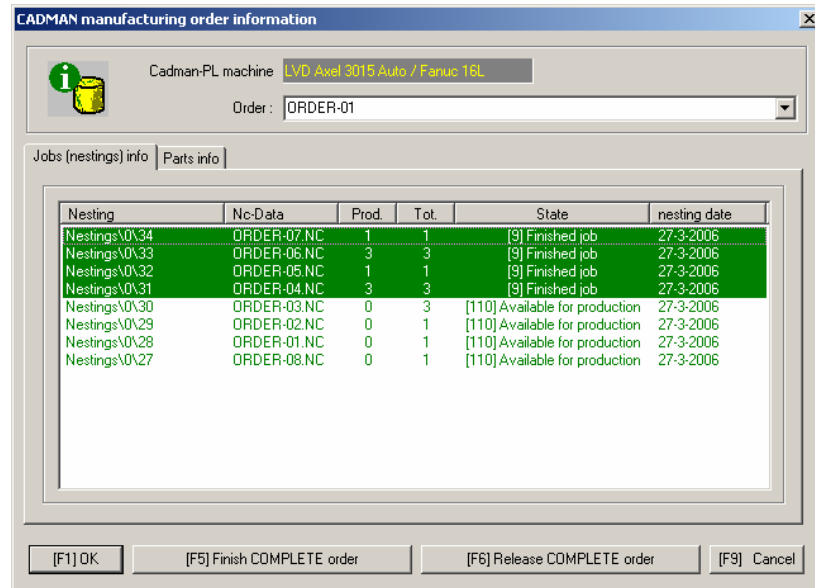 CADMAN manufacturing order information
Cadman-PL machine LVD Axel 3015 Auto / Fanuc 16L
Order : ORDER-01
Jobs (nestings) info Parts info
Nesting Nc-Data Prod. Tot. State nesting date
Nestings\0\34 ORDER-07.NC 1 1 [9] Finished job 27-3-2006
Nestings\0\33 ORDER-06.NC 3 3 [9] Finished job 27-3-2006
Nestings\0\32 ORDER-05.NC 1 1 [9] Finished job 27-3-2006
Nestings\0\31 ORDER-04.NC 3 3 [9] Finished job 27-3-2006
Nestings\0\30 ORDER-03.NC 0 3 [110] Available for production 27-3-2006
Nestings\0\29 ORDER-02.NC 0 1 [110] Available for production 27-3-2006
Nestings\0\28 ORDER-01.NC 0 1 [110] Available for production 27-3-2006
Nestings\0\27 ORDER-08.NC 0 1 [110] Available for production 27-3-2006
[F1] OK [F5] Finish COMPLETE order [F6] Release COMPLETE order [F9] Cancel